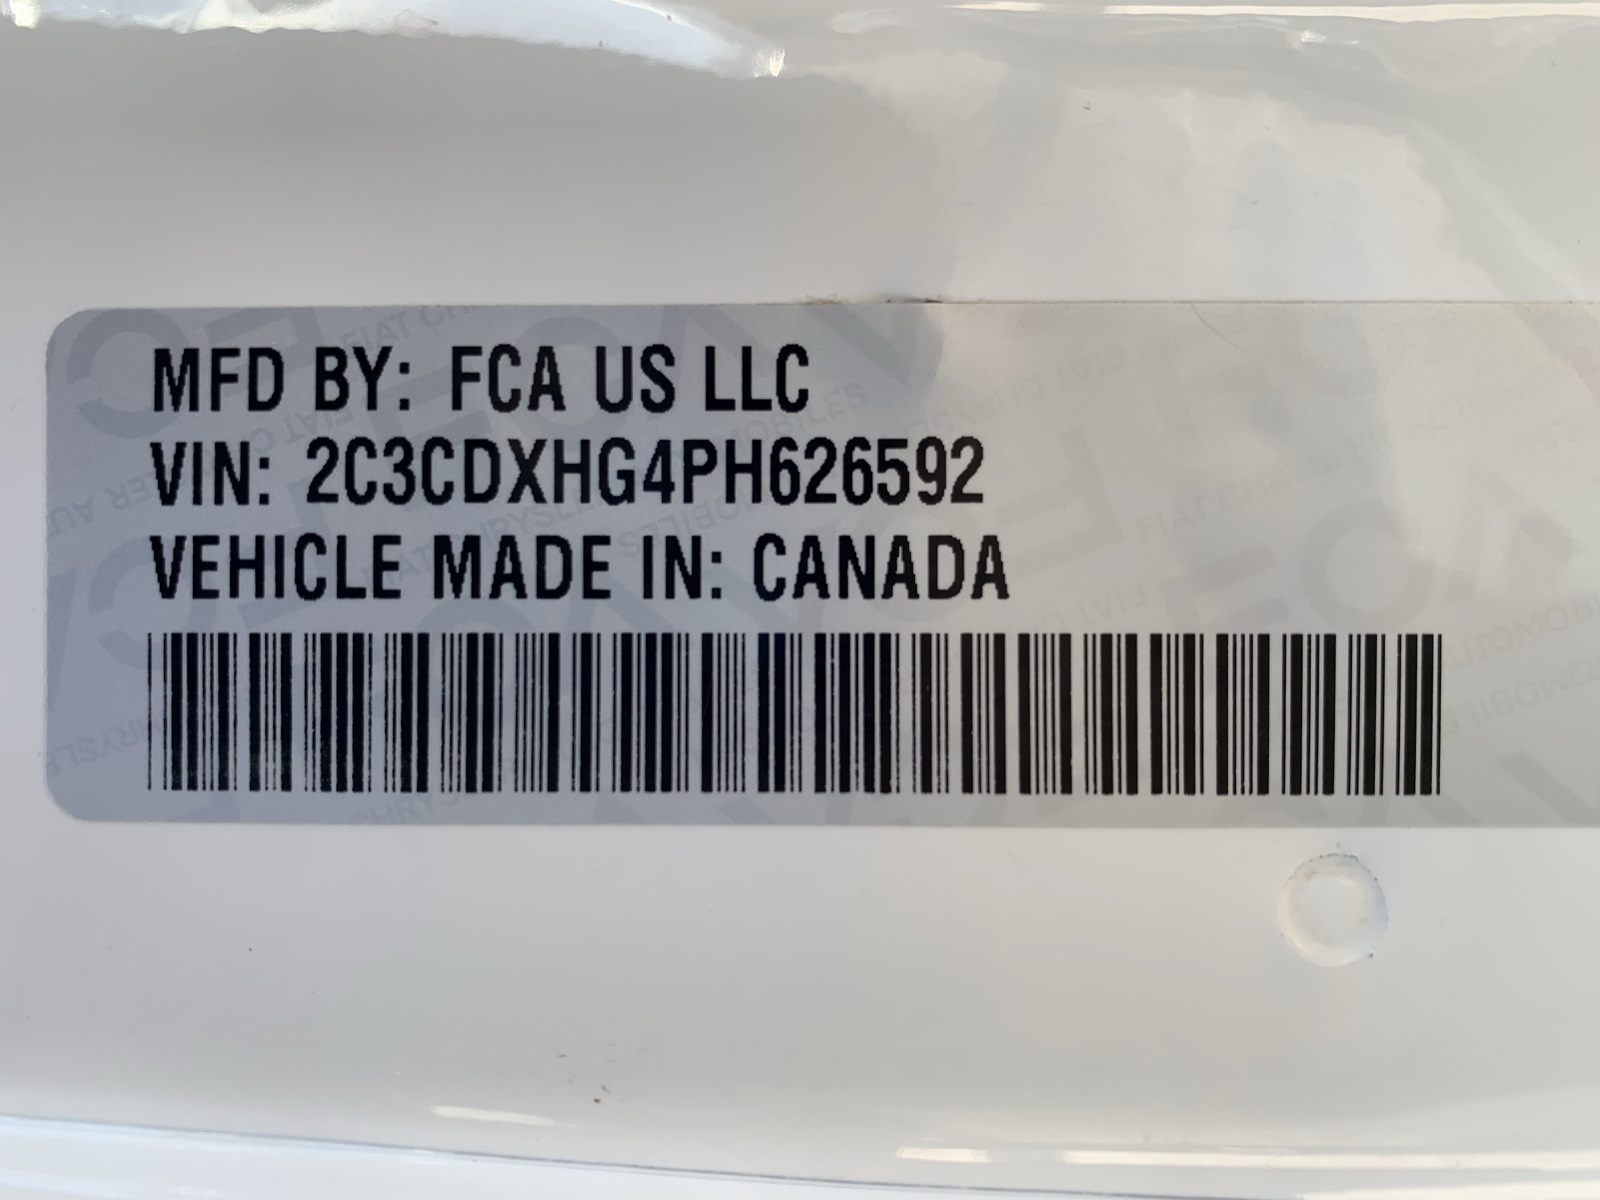 MFD BY: FCA US LLC
VIN: 2C3CDXHG4PH626592
VEHICLE MADE IN: CANADA